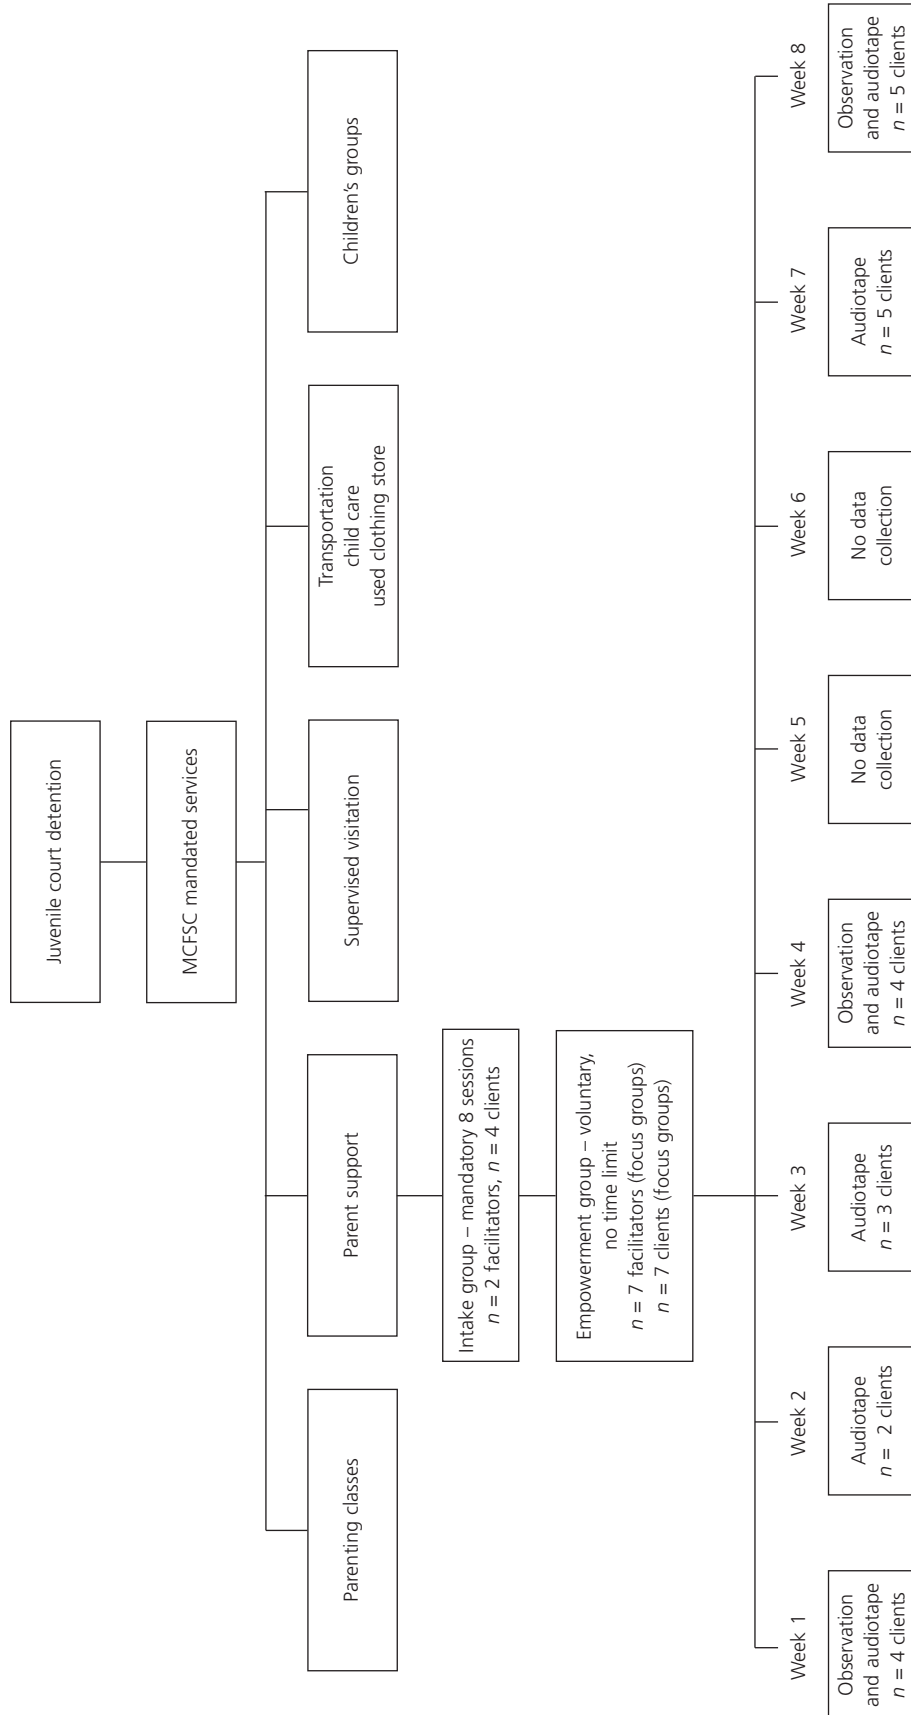 Juvenile court detention
MCFSC mandated services
Parenting classes
Parent support
Supervised visitation
Transportation
child care
used clothing store
Children's groups
Intake group – mandatory 8 sessions
n = 2 facilitators, n = 4 clients
Empowerment group – voluntary,
no time limit
n = 7 facilitators (focus groups)
n = 7 clients (focus groups)
Week 1
Week 2
Week 3
Week 4
Week 5
Week 6
Week 7
Week 8
Observation
and audiotape
n = 4 clients
Audiotape
n = 2 clients
Audiotape
n = 3 clients
Observation
and audiotape
n = 4 clients
No data
collection
No data
collection
Audiotape
n = 5 clients
Observation
and audiotape
n = 5 clients